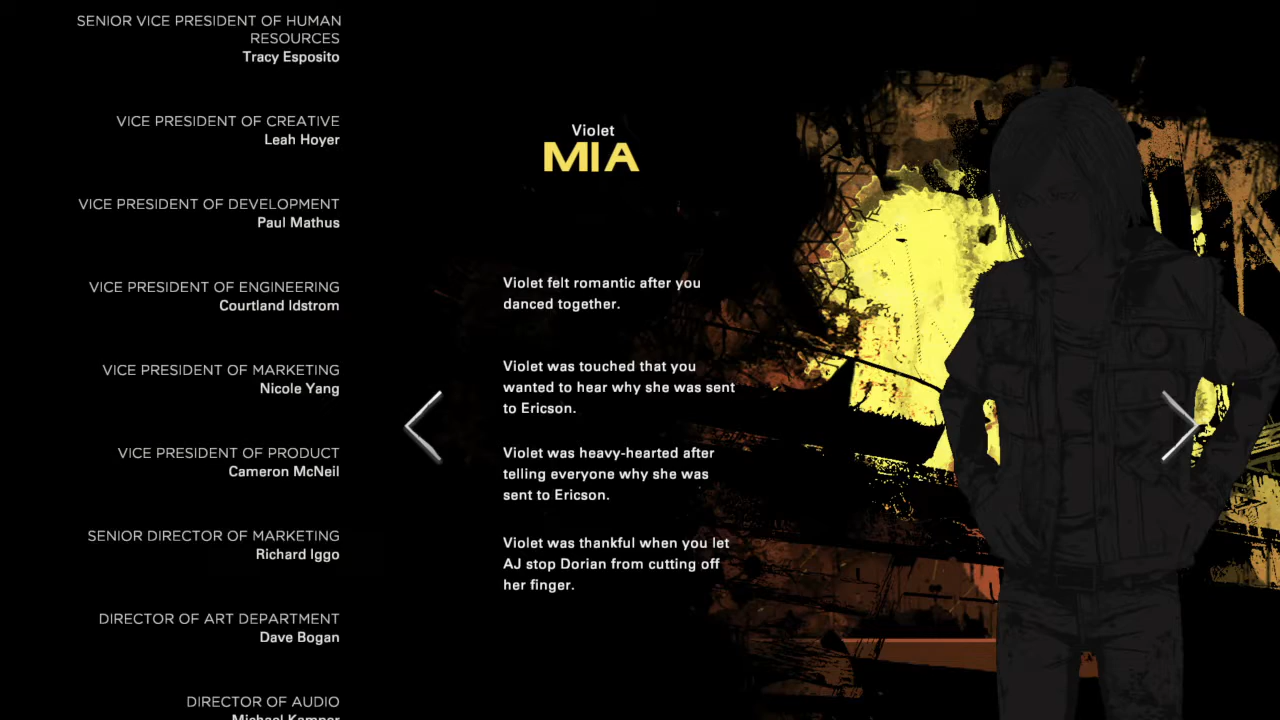 SENIOR VICE PRESIDENT OF HUMAN
RESOURCES
Tracy Esposito
VICE PRESIDENT OF CREATIVE
Leah Hoyer
VICE PRESIDENT OF DEVELOPMENT
Paul Mathus
VICE PRESIDENT OF ENGINEERING
Courtland Idstrom
VICE PRESIDENT OF MARKETING
Nicole Yang
VICE PRESIDENT OF PRODUCT
Cameron McNeil
SENIOR DIRECTOR OF MARKETING
Richard Iggo
DIRECTOR OF ART DEPARTMENT
Dave Bogan
DIRECTOR OF AUDIO
Michael Kamper
Violet
MIA
Violet felt romantic after you
danced together.
Violet was touched that you
wanted to hear why she was sent
to Ericson.
Violet was heavy-hearted after
telling everyone why she was
sent to Ericson.
Violet was thankful when you let
AJ stop Dorian from cutting off
her finger.